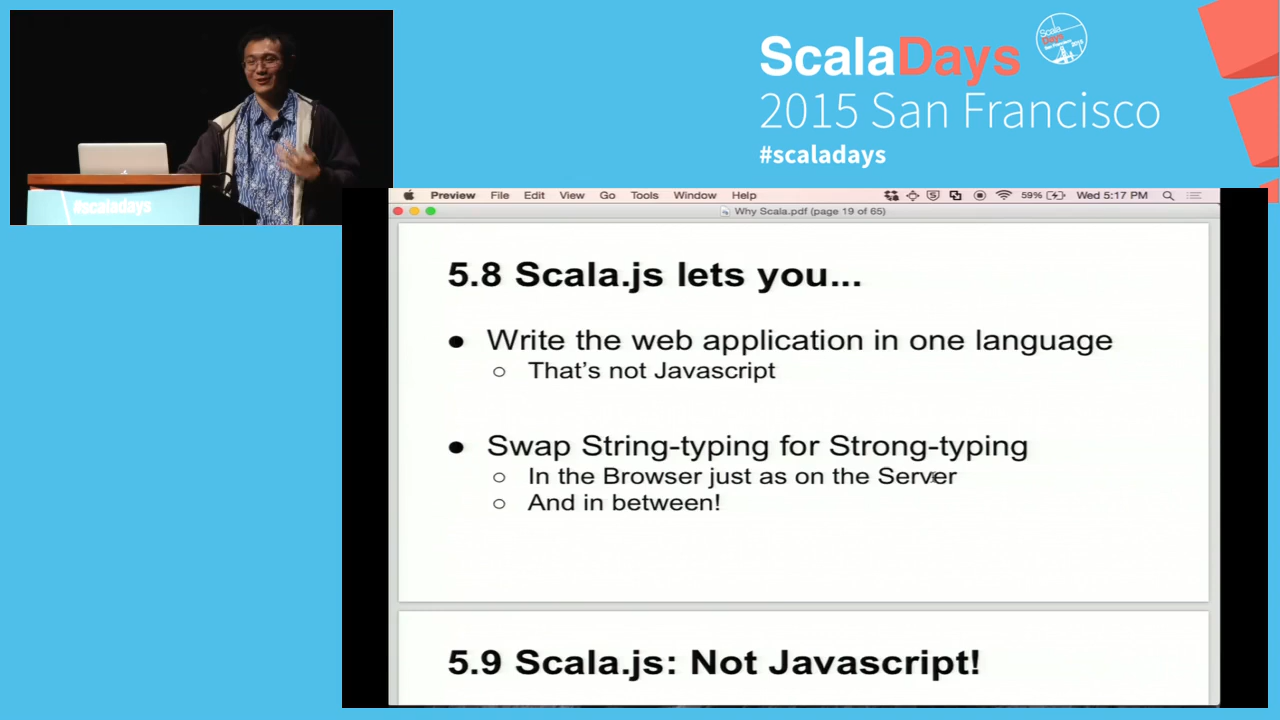 ScalaDays
2015 San Francisco
#scaladays
#scaladays
Preview File Edit View Go Tools Window Help 59% Wed 5:17 PM
Why Scala.pdf (page 19 of 65)
5.8 Scala.js lets you...
● Write the web application in one language
○ That's not Javascript
● Swap String-typing for Strong-typing
○ In the Browser just as on the Server
○ And in between!
5.9 Scala.js: Not Javascript!